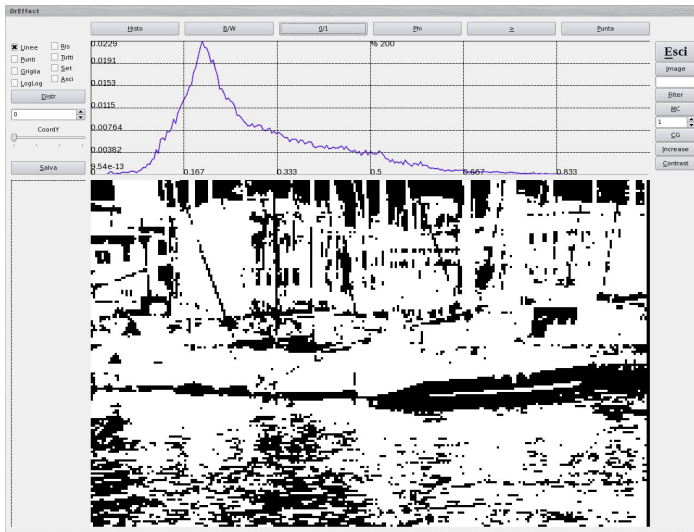 DrEffect
Histo B/W 0/1 Phi ≥ Punta
Linee Ris
Punti Tutti
Griglia Set
LogLog Asci
Distr
0
CoordY
Salva
0.0229 % 200
0.0191
0.0153
0.0115
0.00764
0.00382
9.54e-13
0 0.167 0.333 0.5 0.667 0.833
Esci
Image
Filter
MC
1
CG
Increase
Contrast